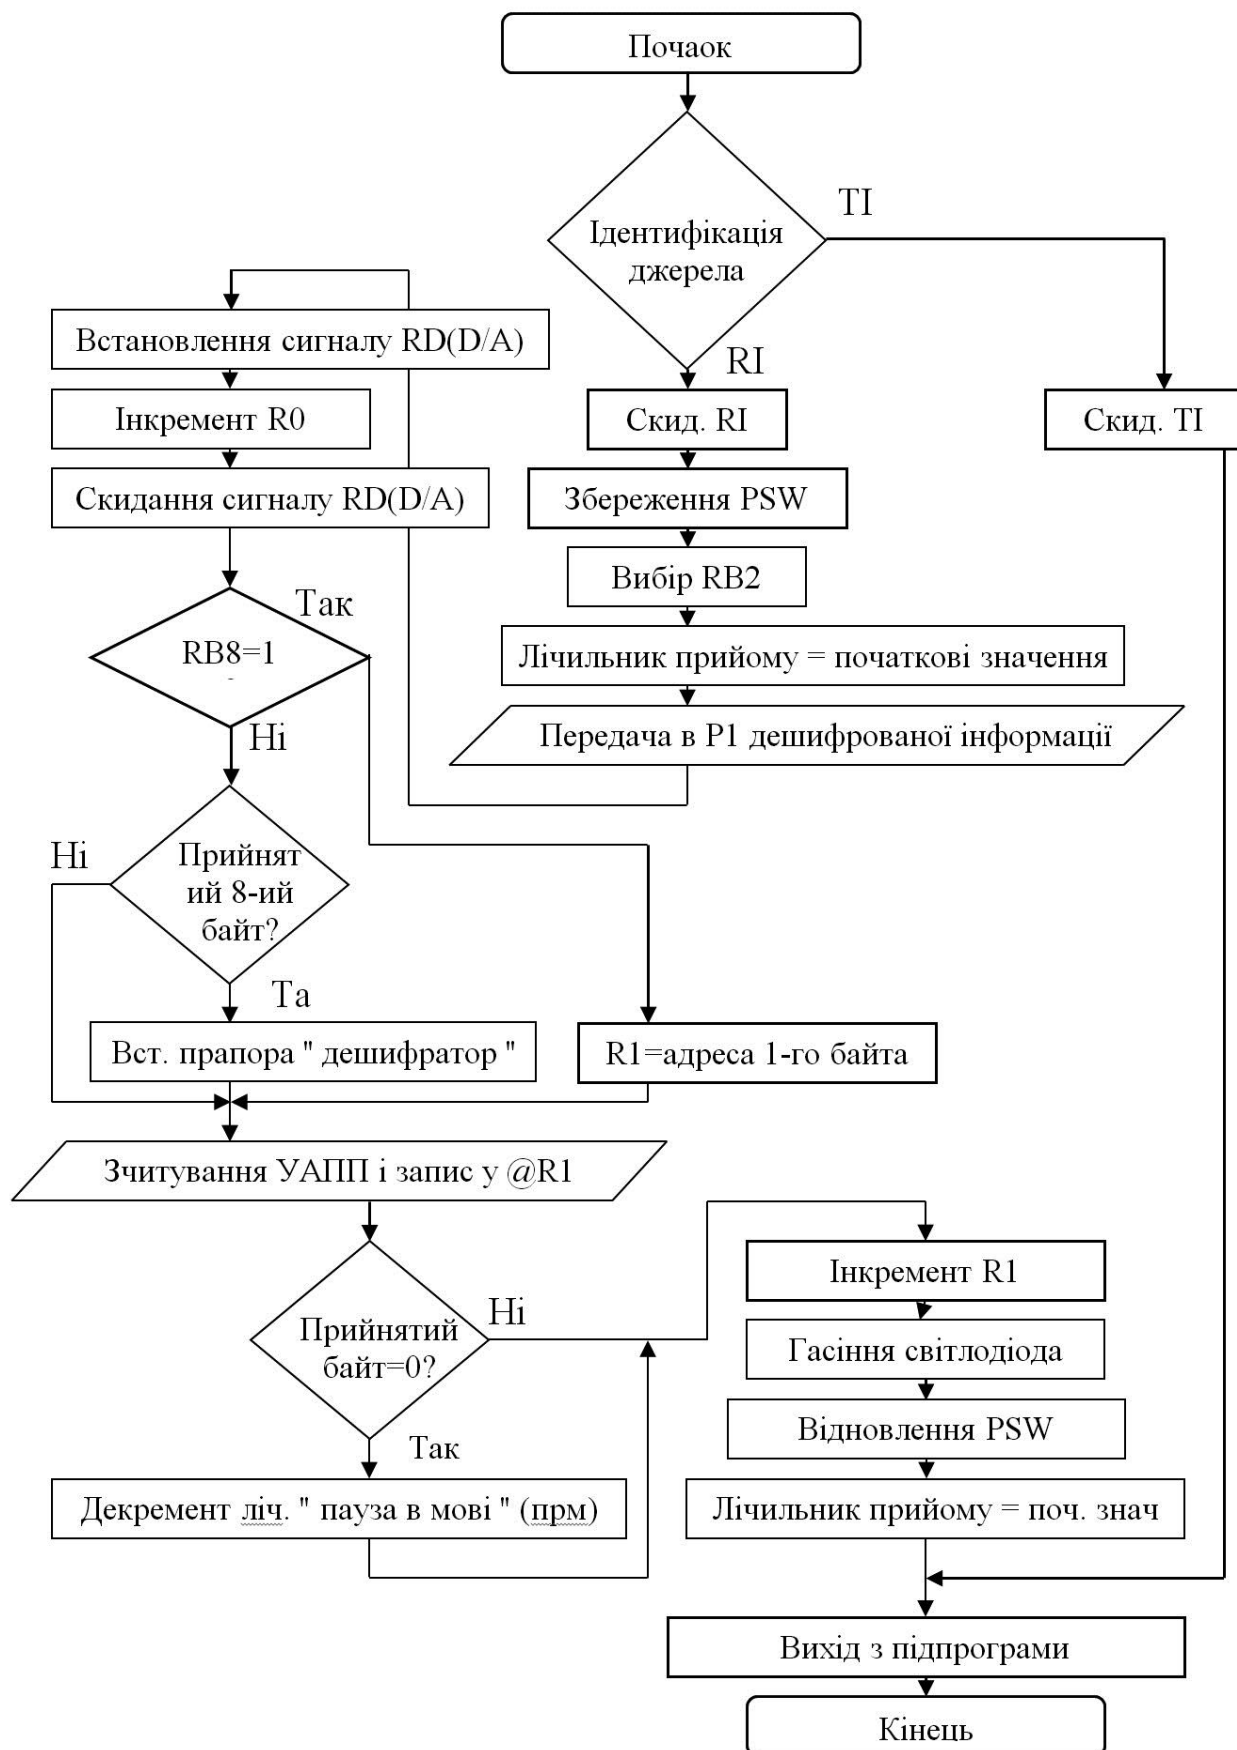 Почаок
Ідентифікація
джерела
TI
RI
Скид. RI
Скид. TI
Збереження PSW
Вибір RB2
Лічильник прийому = початкові значення
Передача в P1 дешифрованої інформації
Встановлення сигналу RD(D/A)
Інкремент R0
Скидання сигналу RD(D/A)
RB8=1
Так
Ні
Прийнят
ий 8-ий
байт?
Ні
Та
Вст. прапора " дешифратор "
R1=адреса 1-го байта
Зчитування УАПП і запис у @R1
Прийнятий
байт=0?
Ні
Так
Декремент ліч. " пауза в мові " (прм)
Інкремент R1
Гасіння світлодіода
Відновлення PSW
Лічильник прийому = поч. знач
Вихід з підпрограми
Кінець